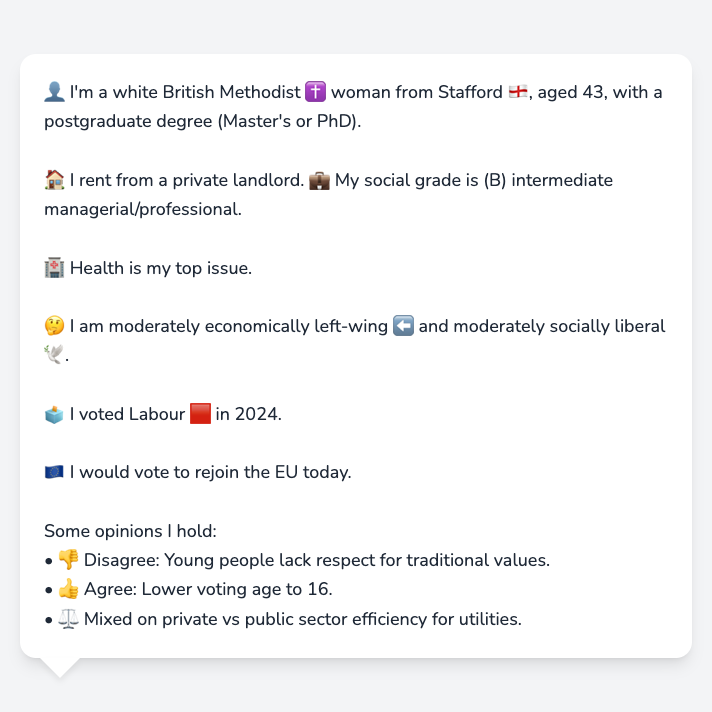 👤 I'm a white British Methodist ✝️ woman from Stafford 🏴󠁧󠁢󠁥󠁮󠁧󠁿, aged 43, with a
postgraduate degree (Master's or PhD).
🏠 I rent from a private landlord. 💼 My social grade is (B) intermediate
managerial/professional.
🏥 Health is my top issue.
🤔 I am moderately economically left-wing ⬅️ and moderately socially liberal
🕊️.
🗳️ I voted Labour 🟥 in 2024.
🇪🇺 I would vote to rejoin the EU today.
Some opinions I hold:
• 👎 Disagree: Young people lack respect for traditional values.
• 👍 Agree: Lower voting age to 16.
• ⚖️ Mixed on private vs public sector efficiency for utilities.